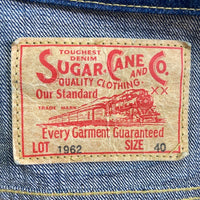 TOUGHEST
DENIM
SUGAR CANE AND CO.
QUALITY CLOTHING
Our Standard XX
TRADE MARK
Every Garment Guaranteed
LOT 1962 SIZE 40